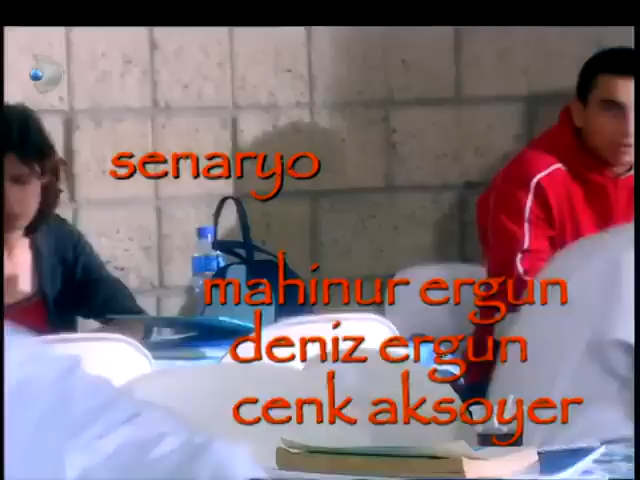 senaryo
mahinur ergun
deniz ergun
cenk aksoyer